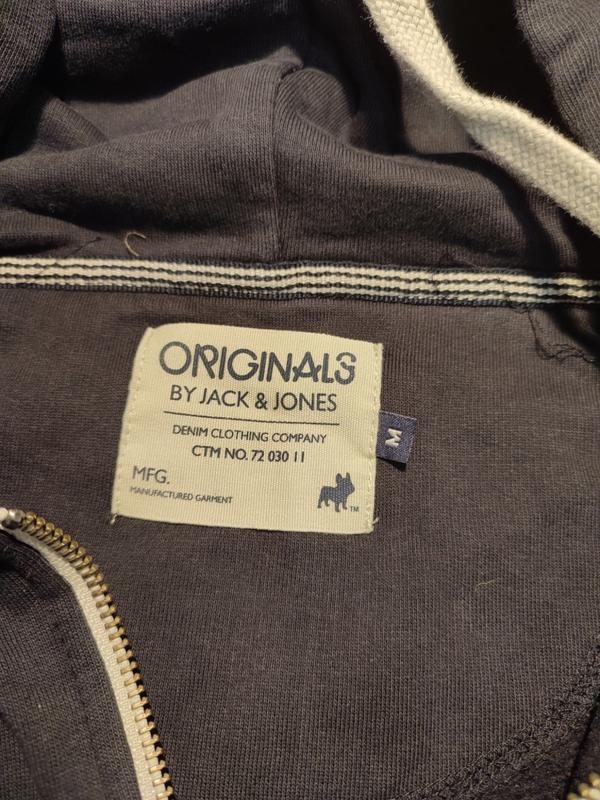 ORIGINALS
BY JACK & JONES
DENIM CLOTHING COMPANY
CTM NO. 72 030 11
MFG.
MANUFACTURED GARMENT
TM
M